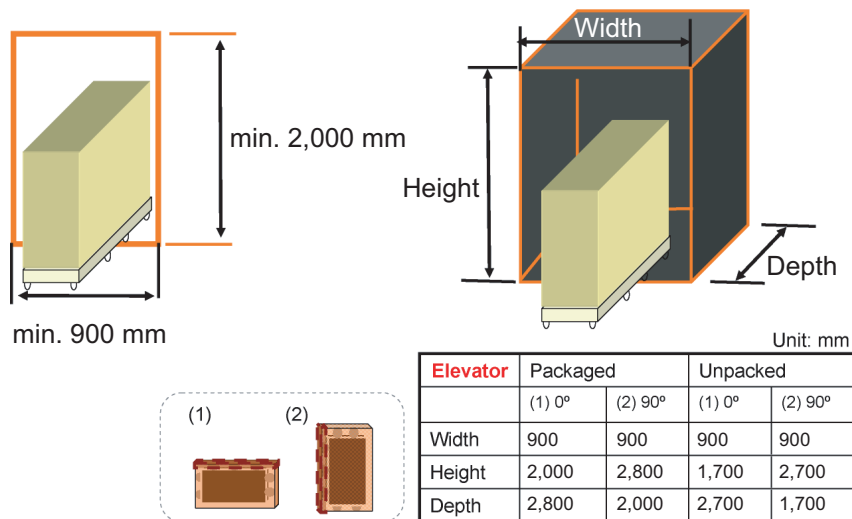 Width
min. 2,000 mm
Height
Depth
min. 900 mm
Unit: mm
Elevator Packaged Unpacked
(1) 0º (2) 90º (1) 0º (2) 90º
Width 900 900 900 900
Height 2,000 2,800 1,700 2,700
Depth 2,800 2,000 2,700 1,700
(1) (2)